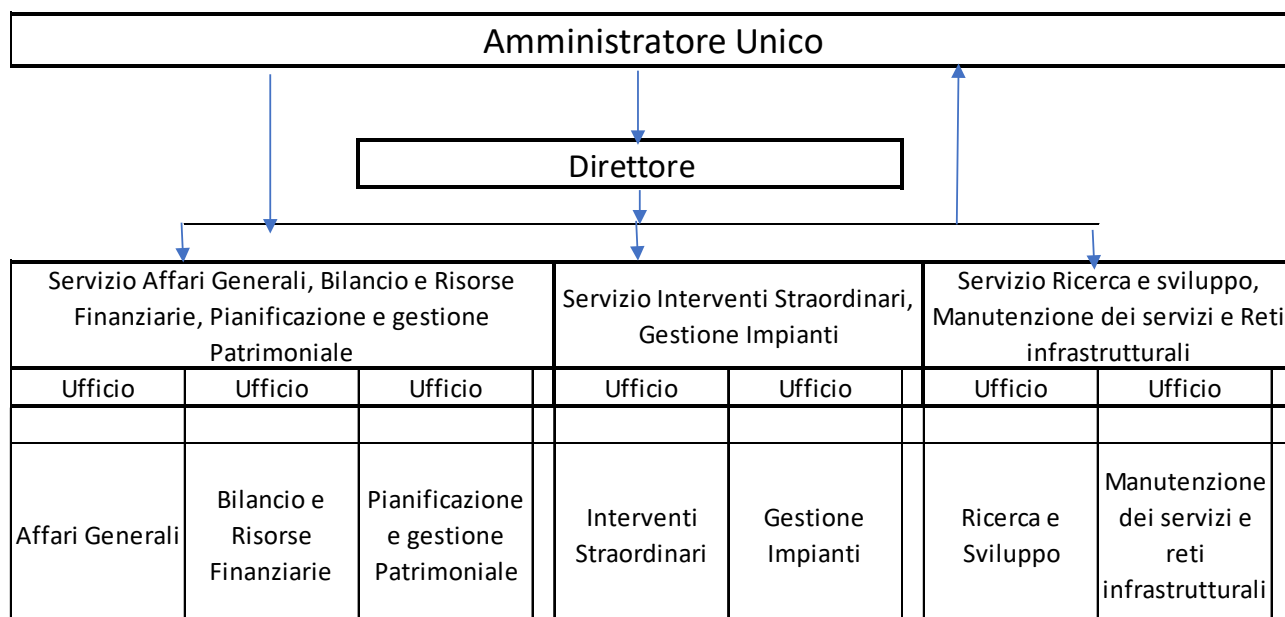 Amministratore Unico
Direttore
Servizio Affari Generali, Bilancio e Risorse
Finanziarie, Pianificazione e gestione
Patrimoniale
Servizio Interventi Straordinari,
Gestione Impianti
Servizio Ricerca e sviluppo,
Manutenzione dei servizi e Reti
infrastrutturali
Ufficio
Ufficio
Ufficio
Ufficio
Ufficio
Ufficio
Ufficio
Affari Generali
Bilancio e
Risorse
Finanziarie
Pianificazione
e gestione
Patrimoniale
Interventi
Straordinari
Gestione
Impianti
Ricerca e
Sviluppo
Manutenzione
dei servizi e
reti
infrastrutturali